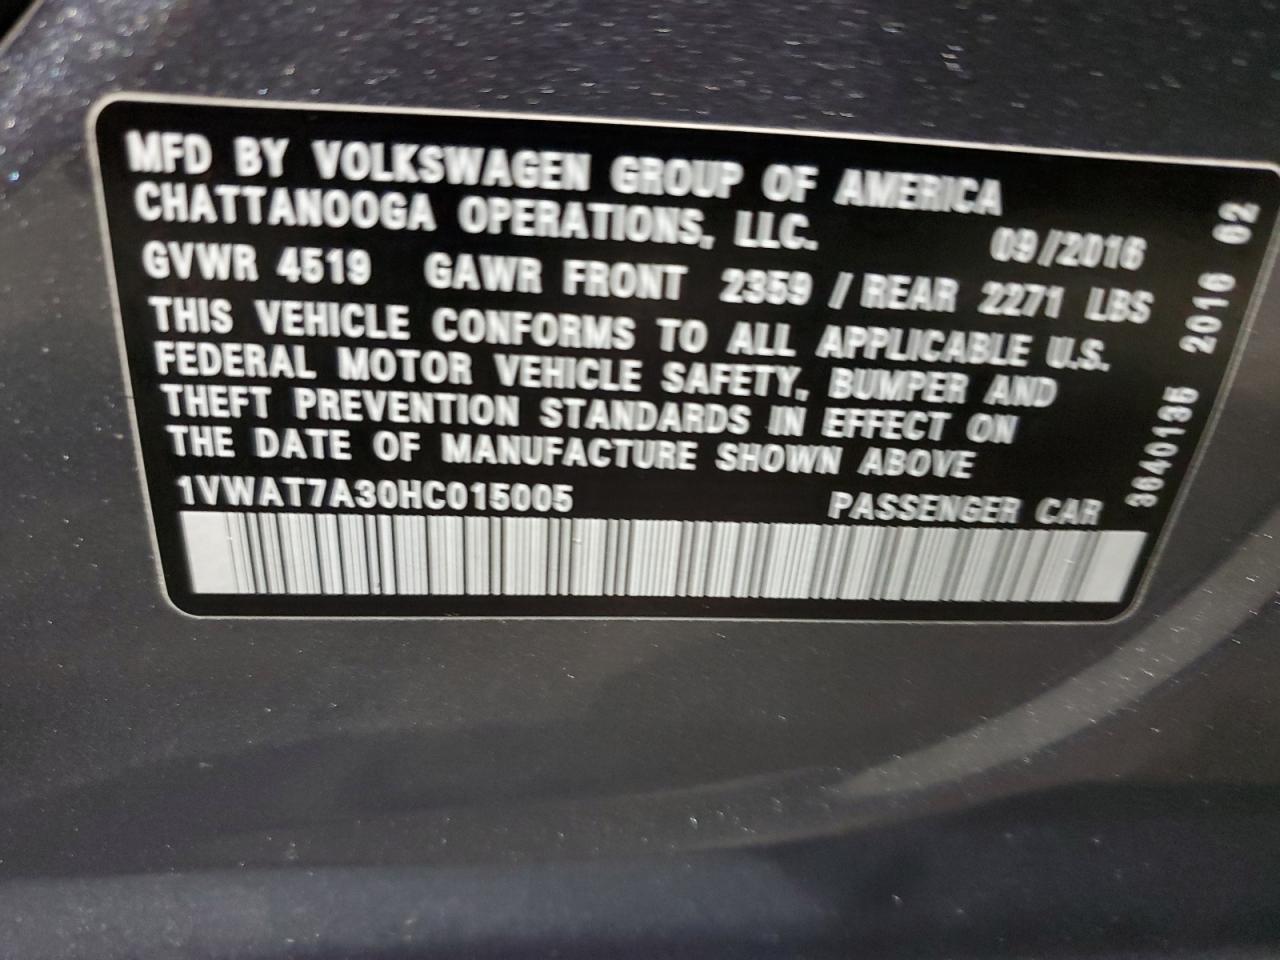 MFD BY VOLKSWAGEN GROUP OF AMERICA
CHATTANOOGA OPERATIONS, LLC.
09/2016
GVWR 4519 GAWR FRONT 2359 / REAR 2271 LBS
THIS VEHICLE CONFORMS TO ALL APPLICABLE U.S.
FEDERAL MOTOR VEHICLE SAFETY, BUMPER AND
THEFT PREVENTION STANDARDS IN EFFECT ON
THE DATE OF MANUFACTURE SHOWN ABOVE
1VWAT7A30HC015005 PASSENGER CAR
3640135 2016 62